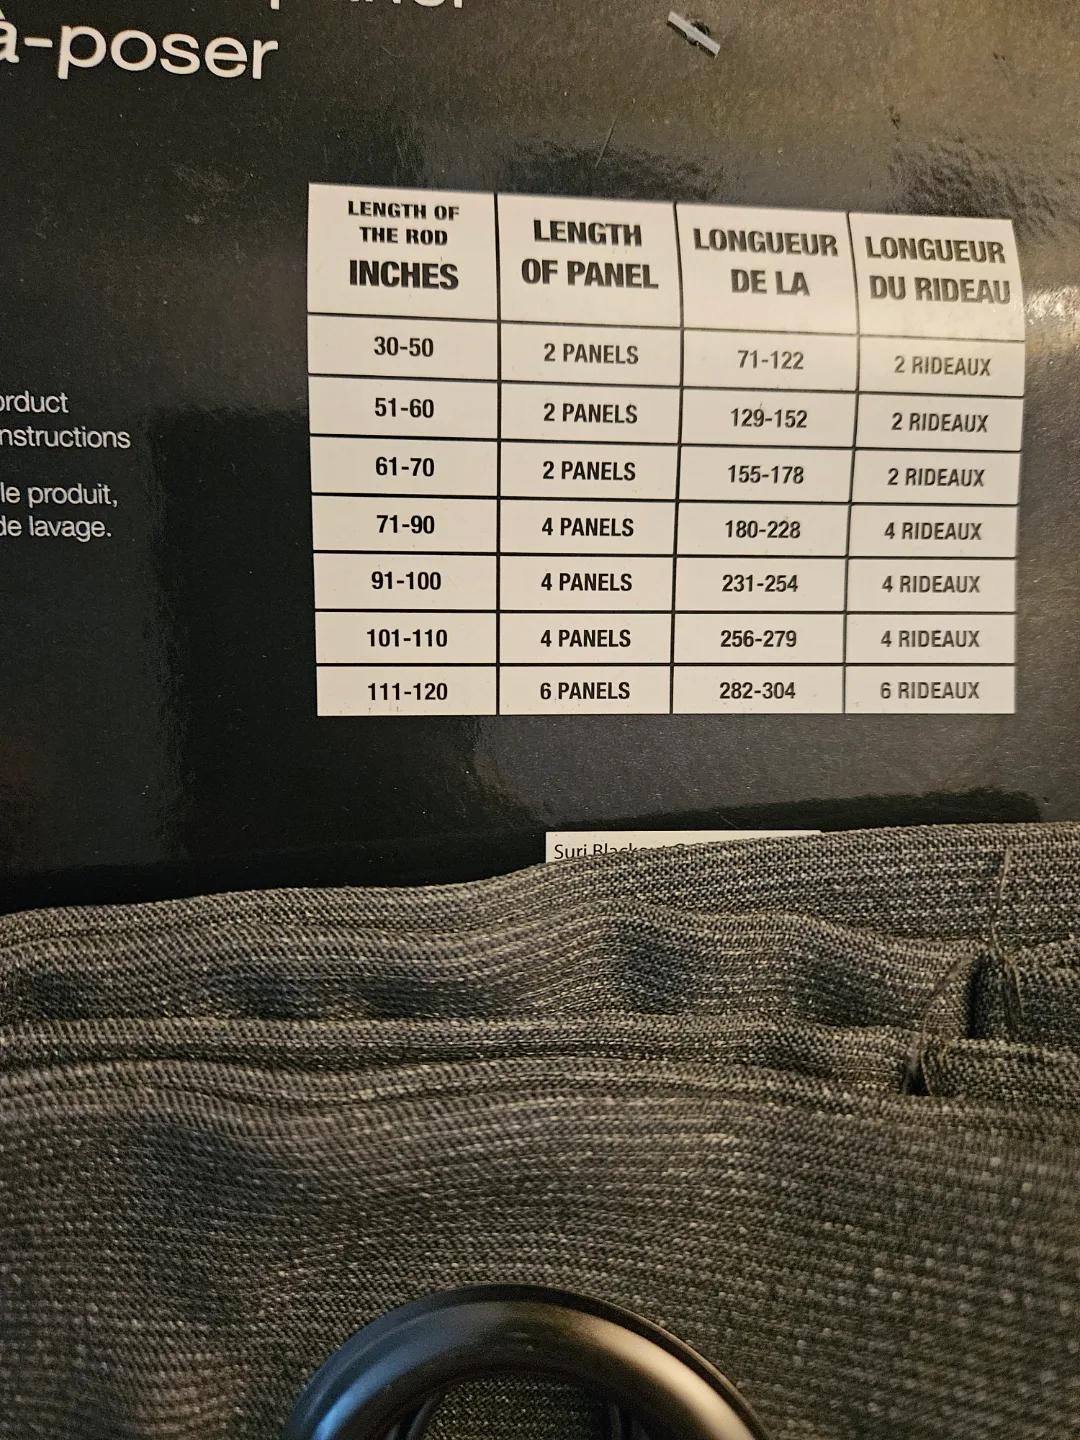 à-poser
LENGTH OF
THE ROD
INCHES
LENGTH
OF PANEL
LONGUEUR
DE LA
LONGUEUR
DU RIDEAU
30-50 2 PANELS 71-122 2 RIDEAUX
51-60 2 PANELS 129-152 2 RIDEAUX
61-70 2 PANELS 155-178 2 RIDEAUX
71-90 4 PANELS 180-228 4 RIDEAUX
91-100 4 PANELS 231-254 4 RIDEAUX
101-110 4 PANELS 256-279 4 RIDEAUX
111-120 6 PANELS 282-304 6 RIDEAUX
orduct
nstructions
le produit,
de lavage.
Suri